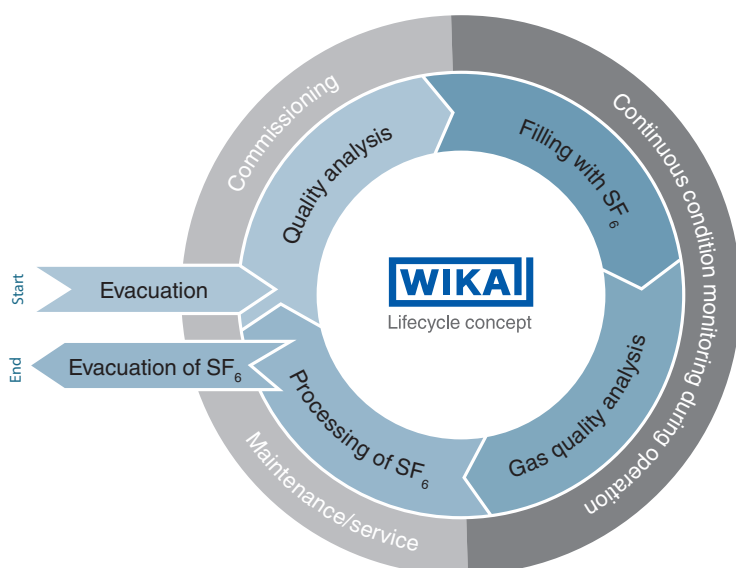 Commissioning
Continuous condition monitoring during operation
Quality analysis
Filling with SF₆
Start
Evacuation
WIKA
Lifecycle concept
End
Evacuation of SF₆
Processing of SF₆
Gas quality analysis
Maintenance/service